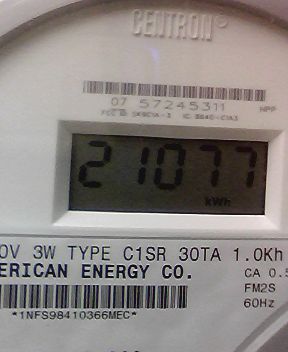 CENTRON®
07 57245311
21077
kWh
0V 3W TYPE C1SR 30TA 1.0Kh
ERICAN ENERGY CO.
CA 0.5
FM2S
*1NFS98410366MEC*
60Hz